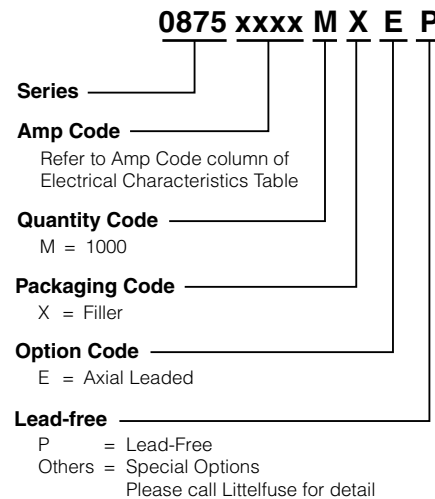 0875 xxxx M X E P
Series
Amp Code
Refer to Amp Code column of
Electrical Characteristics Table
Quantity Code
M = 1000
Packaging Code
X = Filler
Option Code
E = Axial Leaded
Lead-free
P = Lead-Free
Others = Special Options
Please call Littelfuse for detail